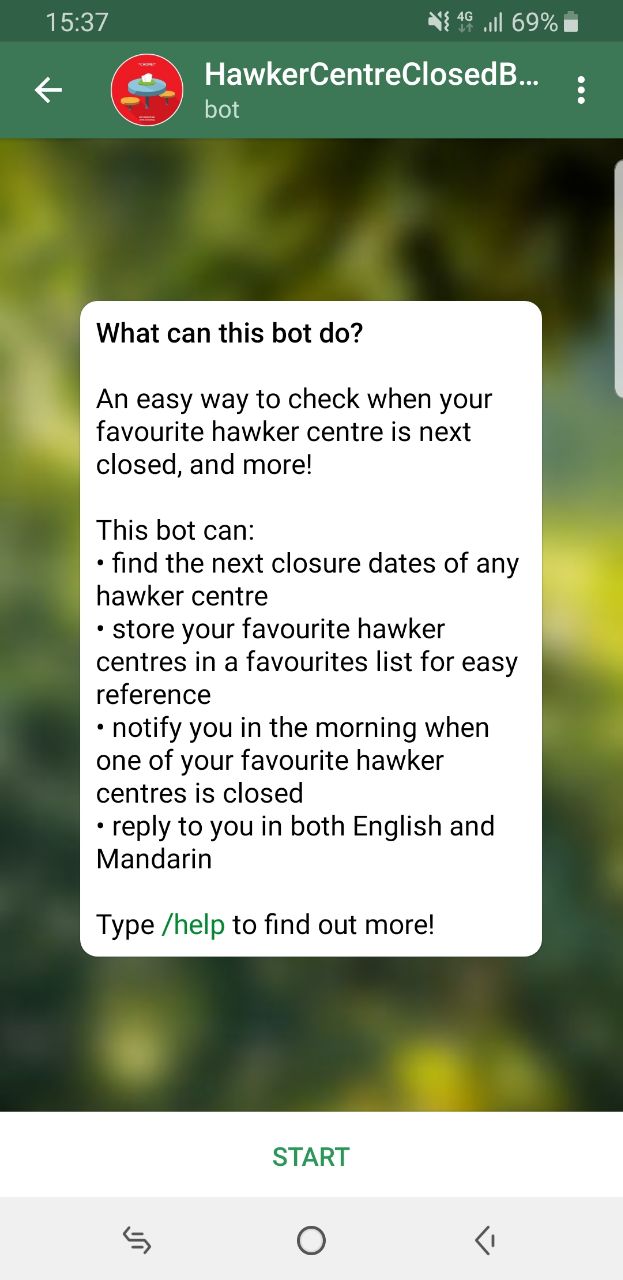 15:37
4G
69%
HawkerCentreClosedB...
bot
What can this bot do?
An easy way to check when your
favourite hawker centre is next
closed, and more!
This bot can:
• find the next closure dates of any
hawker centre
• store your favourite hawker
centres in a favourites list for easy
reference
• notify you in the morning when
one of your favourite hawker
centres is closed
• reply to you in both English and
Mandarin
Type /help to find out more!
START